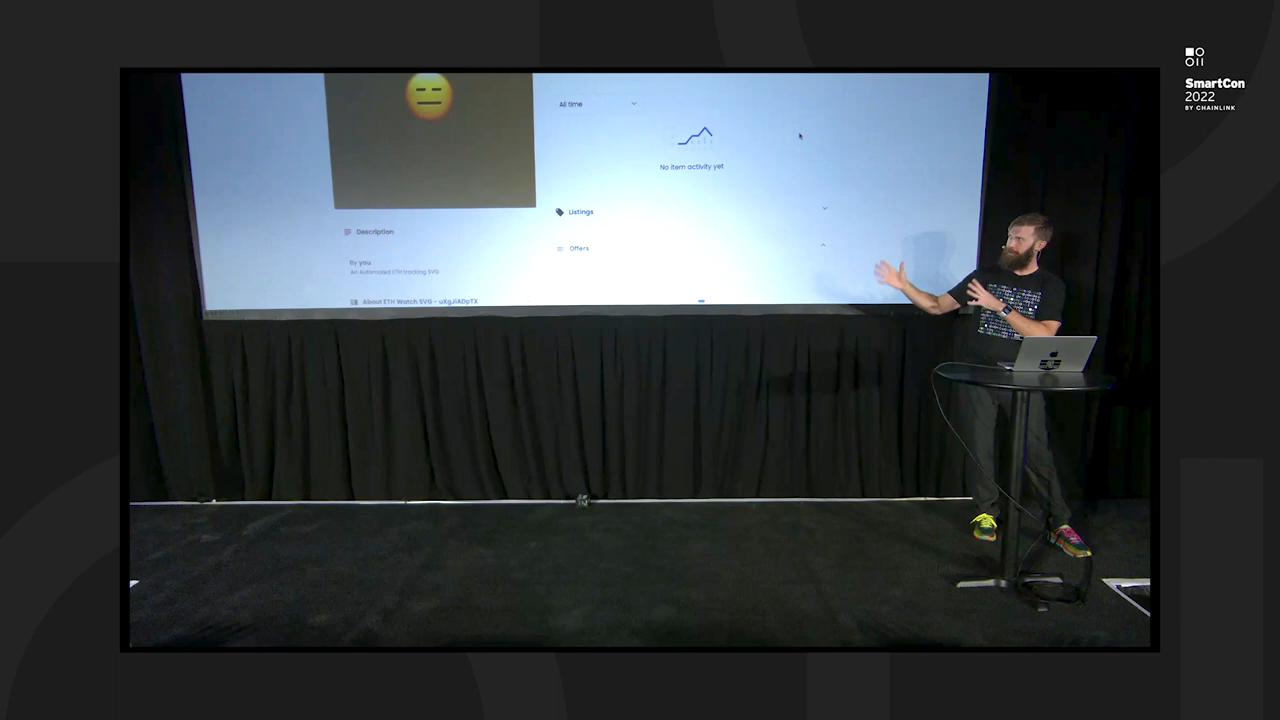 SmartCon
2022
BY CHAINLINK
All time
No item activity yet
Listings
Offers
Description
By you
An Automated ETH tracking SVG
About ETH Watch SVG - uXgJiADpTX